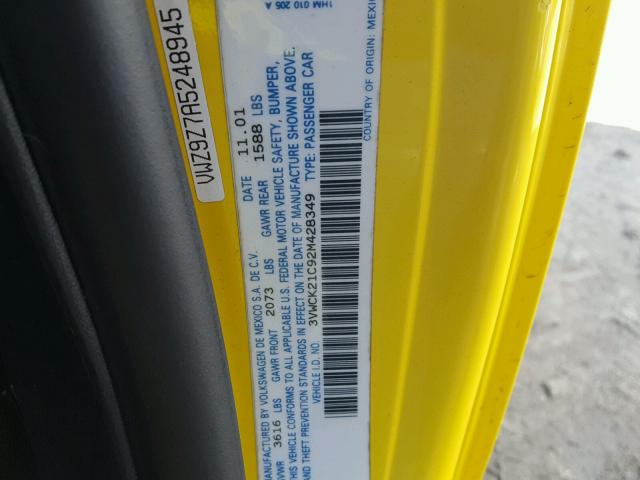 VWZ9Z7A5248945
1HM 010 205 A
MANUFACTURED BY VOLKSWAGEN DE MEXICO S.A. DE C.V. DATE 11.01
GVWR 3616 LBS GAWR FRONT 2073 LBS GAWR REAR 1588 LBS
THIS VEHICLE CONFORMS TO ALL APPLICABLE U.S. FEDERAL MOTOR VEHICLE SAFETY, BUMPER,
AND THEFT PREVENTION STANDARDS IN EFFECT ON THE DATE OF MANUFACTURE SHOWN ABOVE.
VEHICLE I.D. NO. 3VWCK21C92M428349 TYPE: PASSENGER CAR
COUNTRY OF ORIGIN: MEXIC